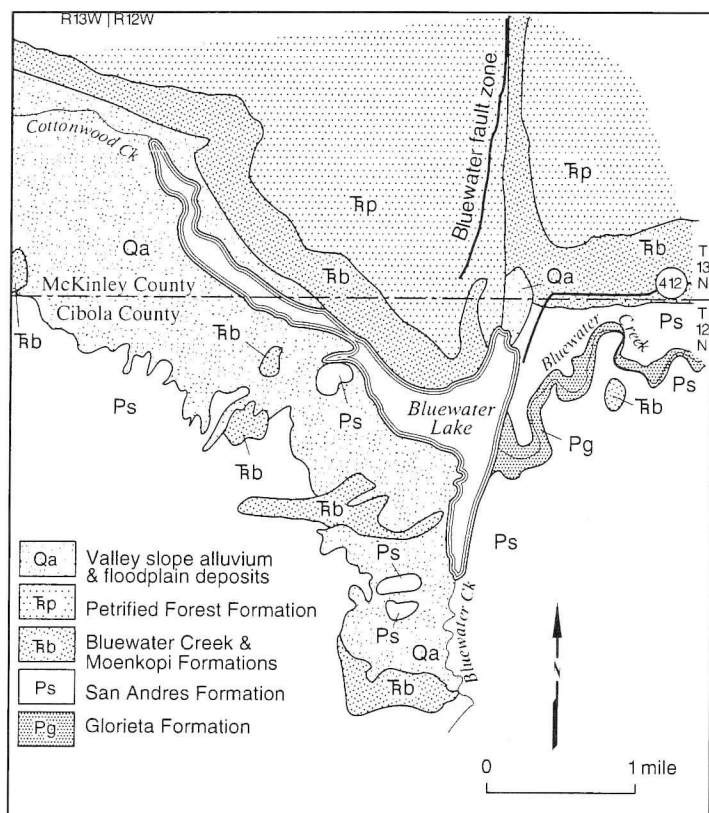 R13W | R12W
Cottonwood Ck
Bluewater fault zone
T̅Rp
T̅Rp
Qa
T̅Rb
T̅Rb
Qa
T
13
N
412
McKinley County
Cibola County
T
12
N
Ps
T̅Rb
T̅Rb
Bluewater
Creek
Ps
Ps
Ps
Bluewater
Lake
T̅Rb
Pg
T̅Rb
T̅Rb
Ps
Ps
Ps
Qa
T̅Rb
Bluewater Ck
Qa Valley slope alluvium
& floodplain deposits
T̅Rp Petrified Forest Formation
T̅Rb Bluewater Creek &
Moenkopi Formations
Ps San Andres Formation
Pg Glorieta Formation
N
0 1 mile